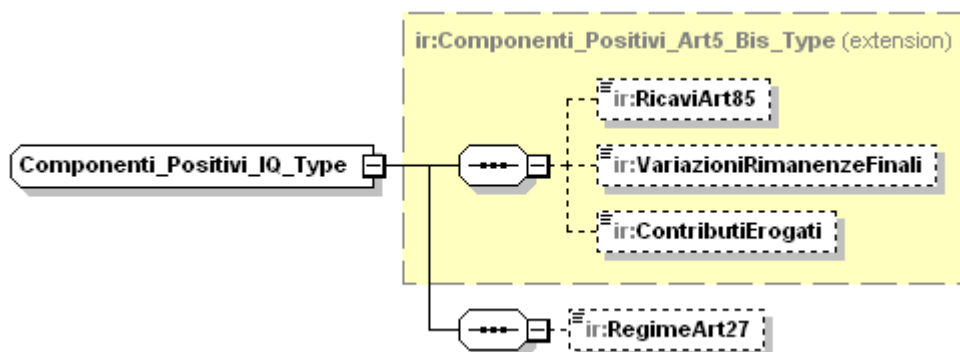 ir:Componenti_Positivi_Art5_Bis_Type (extension)
ir:RicaviArt85
Componenti_Positivi_IQ_Type
ir:VariazioniRimanenzeFinali
ir:ContributiErogati
ir:RegimeArt27